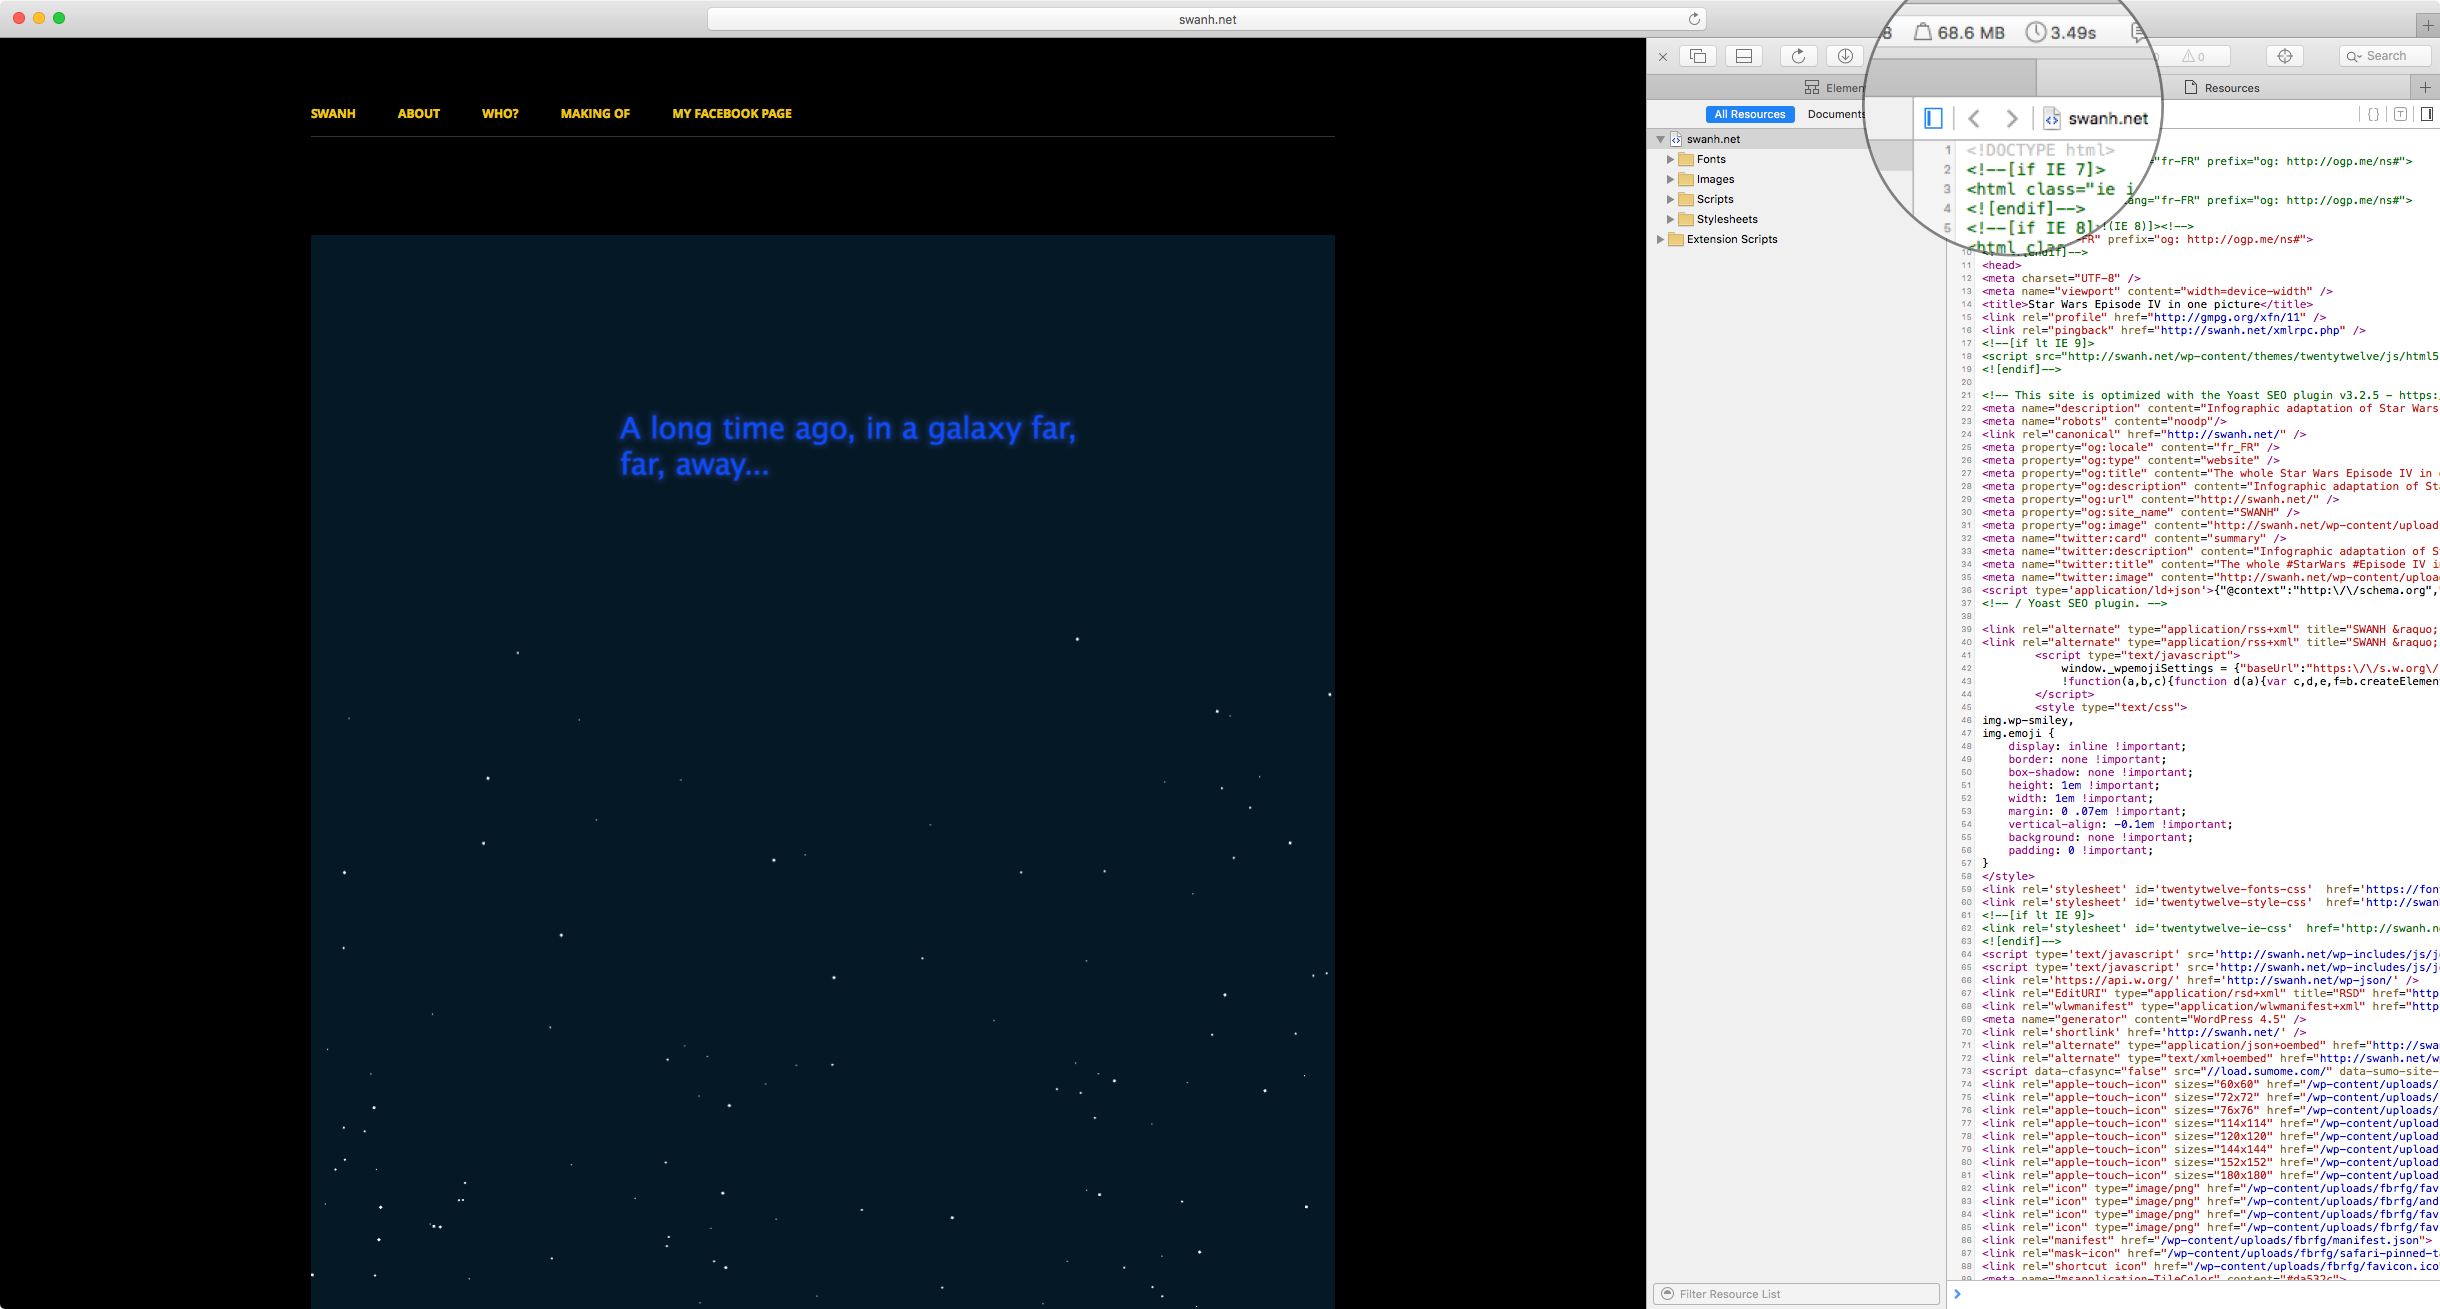 swanh.net
SWANH ABOUT WHO? MAKING OF MY FACEBOOK PAGE
A long time ago, in a galaxy far,
far, away...
8 68.6 MB 3.49s
0 Search
Elemen Resources
All Resources Documents
swanh.net
swanh.net
Fonts
Images
Scripts
Stylesheets
Extension Scripts
Filter Resource List
1 <!DOCTYPE html>
2 <!--[if IE 7]>
3 <html class="ie i
"fr-FR" prefix="og: http://ogp.me/ns#">
4 <![endif]-->
5 <!--[if IE 8]>
<html clas
ang="fr-FR" prefix="og: http://ogp.me/ns#">
!(IE 8)]><!-->
-FR" prefix="og: http://ogp.me/ns#">
10 <!--[endif]-->
11 <head>
12 <meta charset="UTF-8" />
13 <meta name="viewport" content="width=device-width" />
14 <title>Star Wars Episode IV in one picture</title>
15 <link rel="profile" href="http://gmpg.org/xfn/11" />
16 <link rel="pingback" href="http://swanh.net/xmlrpc.php" />
17 <!--[if lt IE 9]>
18 <script src="http://swanh.net/wp-content/themes/twentytwelve/js/html5
19 <![endif]-->
20
21 <!-- This site is optimized with the Yoast SEO plugin v3.2.5 - https:
22 <meta name="description" content="Infographic adaptation of Star Wars
23 <meta name="robots" content="noodp"/>
24 <link rel="canonical" href="http://swanh.net/" />
25 <meta property="og:locale" content="fr_FR" />
26 <meta property="og:type" content="website" />
27 <meta property="og:title" content="The whole Star Wars Episode IV in
28 <meta property="og:description" content="Infographic adaptation of St
29 <meta property="og:url" content="http://swanh.net/" />
30 <meta property="og:site_name" content="SWANH" />
31 <meta property="og:image" content="http://swanh.net/wp-content/upload
32 <meta name="twitter:card" content="summary" />
33 <meta name="twitter:description" content="Infographic adaptation of S
34 <meta name="twitter:title" content="The whole #StarWars #Episode IV i
35 <meta name="twitter:image" content="http://swanh.net/wp-content/uploa
36 <script type='application/ld+json'>{"@context":"http:\/\/schema.org",
37 <!-- / Yoast SEO plugin. -->
38
39 <link rel="alternate" type="application/rss+xml" title="SWANH &raquo;
40 <link rel="alternate" type="application/rss+xml" title="SWANH &raquo;
41 <script type="text/javascript">
42 window._wpemojiSettings = {"baseUrl":"https:\/\/s.w.org\/
43 !function(a,b,c){function d(a){var c,d,e,f=b.createElemen
44 </script>
45 <style type="text/css">
46 img.wp-smiley,
47 img.emoji {
48 display: inline !important;
49 border: none !important;
50 box-shadow: none !important;
51 height: 1em !important;
52 width: 1em !important;
53 margin: 0 .07em !important;
54 vertical-align: -0.1em !important;
55 background: none !important;
56 padding: 0 !important;
57 }
58 </style>
59 <link rel='stylesheet' id='twentytwelve-fonts-css' href='https://fon
60 <link rel='stylesheet' id='twentytwelve-style-css' href='http://swan
61 <!--[if lt IE 9]>
62 <link rel='stylesheet' id='twentytwelve-ie-css' href='http://swanh.n
63 <![endif]-->
64 <script type='text/javascript' src='http://swanh.net/wp-includes/js/j
65 <script type='text/javascript' src='http://swanh.net/wp-includes/js/j
66 <link rel='https://api.w.org/' href='http://swanh.net/wp-json/' />
67 <link rel="EditURI" type="application/rsd+xml" title="RSD" href="http
68 <link rel="wlwmanifest" type="application/wlwmanifest+xml" href="http
69 <meta name="generator" content="WordPress 4.5" />
70 <link rel='shortlink' href='http://swanh.net/' />
71 <link rel="alternate" type="application/json+oembed" href="http://swa
72 <link rel="alternate" type="text/xml+oembed" href="http://swanh.net/w
73 <script data-cfasync="false" src="//load.sumome.com/" data-sumo-site-
74 <link rel="apple-touch-icon" sizes="60x60" href="/wp-content/uploads/
75 <link rel="apple-touch-icon" sizes="72x72" href="/wp-content/uploads/
76 <link rel="apple-touch-icon" sizes="76x76" href="/wp-content/uploads/
77 <link rel="apple-touch-icon" sizes="114x114" href="/wp-content/upload
78 <link rel="apple-touch-icon" sizes="120x120" href="/wp-content/upload
79 <link rel="apple-touch-icon" sizes="144x144" href="/wp-content/upload
80 <link rel="apple-touch-icon" sizes="152x152" href="/wp-content/upload
81 <link rel="apple-touch-icon" sizes="180x180" href="/wp-content/upload
82 <link rel="icon" type="image/png" href="/wp-content/uploads/fbrfg/fav
83 <link rel="icon" type="image/png" href="/wp-content/uploads/fbrfg/and
84 <link rel="icon" type="image/png" href="/wp-content/uploads/fbrfg/fav
85 <link rel="icon" type="image/png" href="/wp-content/uploads/fbrfg/fav
86 <link rel="manifest" href="/wp-content/uploads/fbrfg/manifest.json">
87 <link rel="mask-icon" href="/wp-content/uploads/fbrfg/safari-pinned-t
88 <link rel="shortcut icon" href="/wp-content/uploads/fbrfg/favicon.ico
89 <meta name="msapplication-TileColor" content="#da532c">